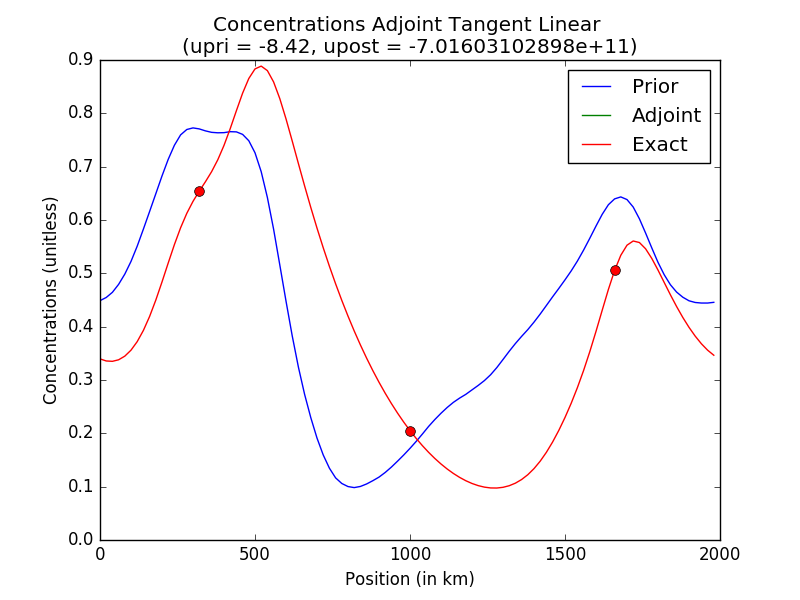 Concentrations Adjoint Tangent Linear
(upri = -8.42, upost = -7.01603102898e+11)
Prior
Adjoint
Exact
Concentrations (unitless)
0.9
0.8
0.7
0.6
0.5
0.4
0.3
0.2
0.1
0.0
0 500 1000 1500 2000
Position (in km)